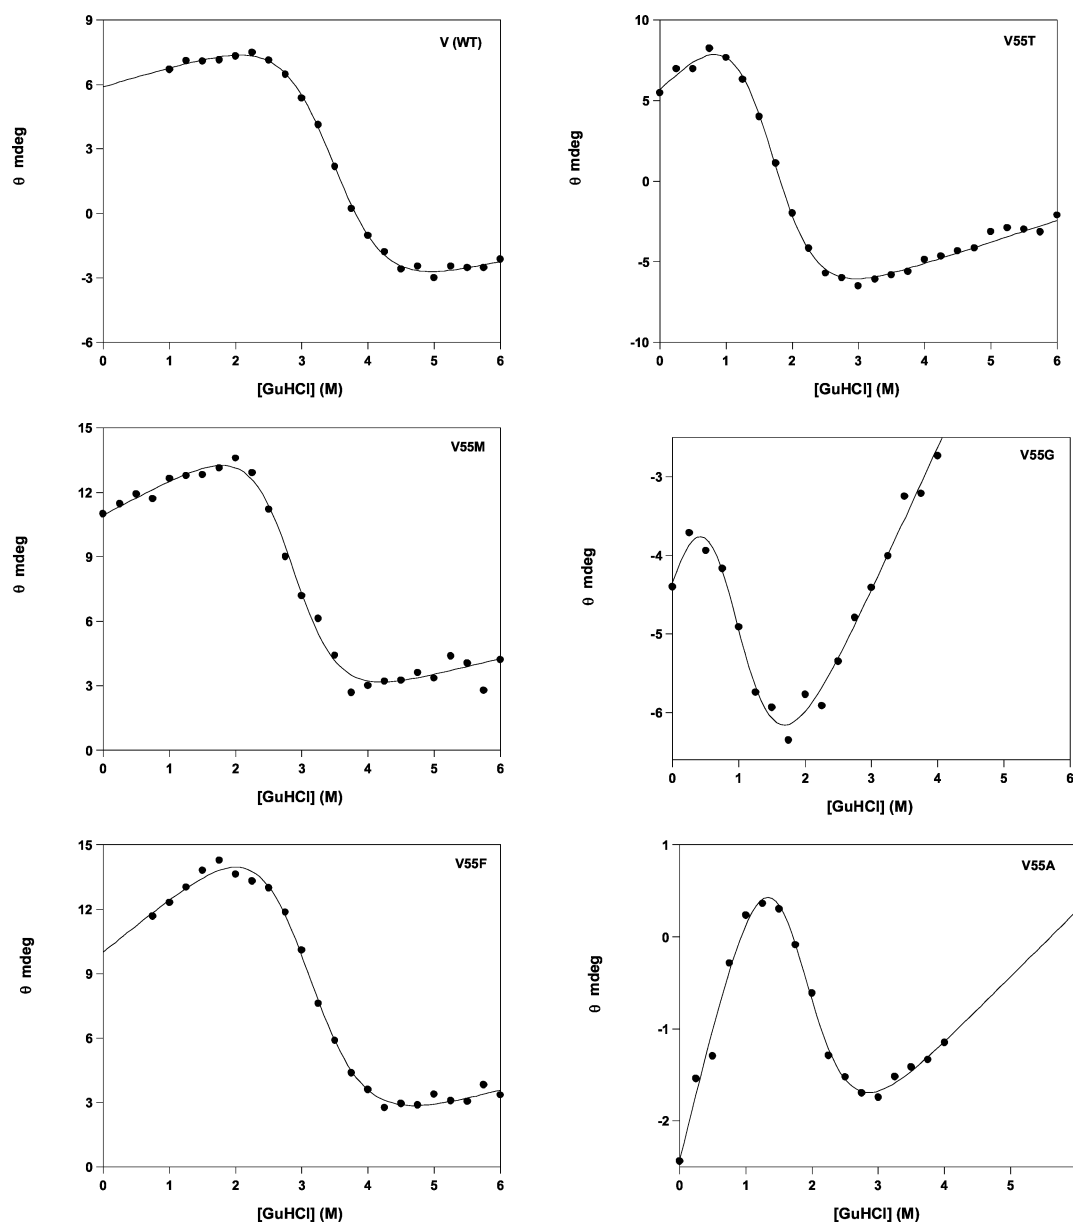 V (WT)
9
6
3
0
-3
-6
θ mdeg
0 1 2 3 4 5 6
[GuHCl] (M)
V55T
10
5
0
-5
-10
θ mdeg
0 1 2 3 4 5 6
[GuHCl] (M)
V55M
15
12
9
6
3
0
θ mdeg
0 1 2 3 4 5 6
[GuHCl] (M)
V55G
-3
-4
-5
-6
θ mdeg
0 1 2 3 4 5 6
[GuHCl] (M)
V55F
15
12
9
6
3
0
θ mdeg
0 1 2 3 4 5 6
[GuHCl] (M)
V55A
1
0
-1
-2
θ mdeg
0 1 2 3 4 5
[GuHCl] (M)